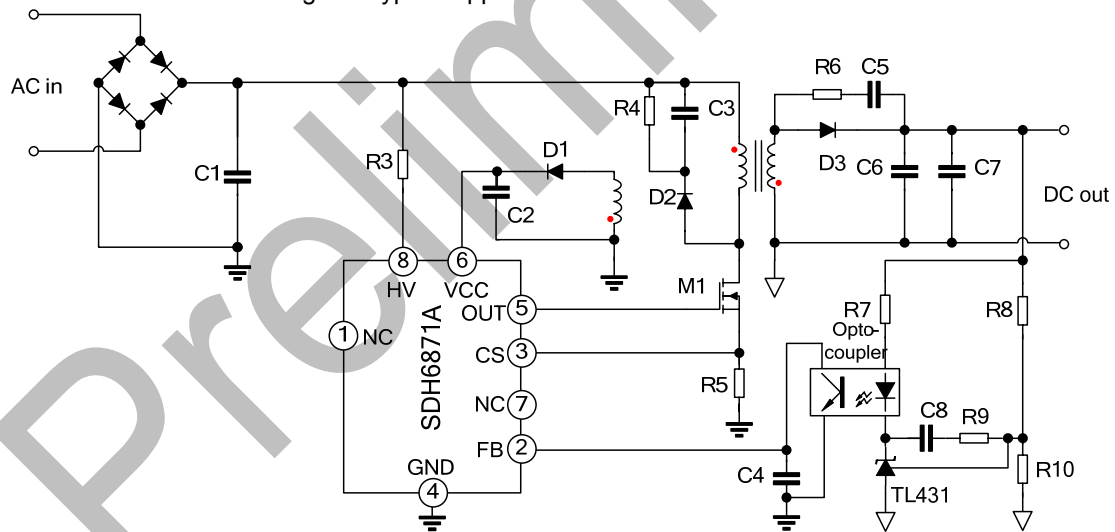 Prelim
AC in
C1
R3
D1
C2
R4
C3
D2
R6
C5
D3
C6
C7
DC out
M1
R5
8
HV
6
VCC
5
OUT
1
NC
3
CS
7
NC
2
FB
GND
4
SDH6871A
R7
R8
Opto-
coupler
C8
R9
C4
TL431
R10